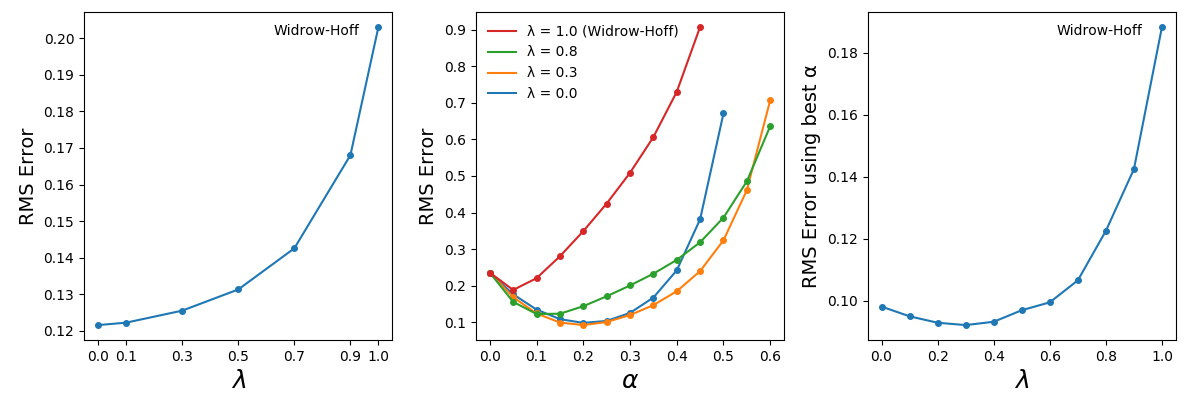 RMS Error
0.20
0.19
0.18
0.17
0.16
0.15
0.14
0.13
0.12
Widrow-Hoff
0.0 0.1 0.3 0.5 0.7 0.9 1.0
λ
RMS Error
0.9
0.8
0.7
0.6
0.5
0.4
0.3
0.2
0.1
λ = 1.0 (Widrow-Hoff)
λ = 0.8
λ = 0.3
λ = 0.0
0.0 0.1 0.2 0.3 0.4 0.5 0.6
α
RMS Error using best α
0.18
0.16
0.14
0.12
0.10
Widrow-Hoff
0.0 0.2 0.4 0.6 0.8 1.0
λ